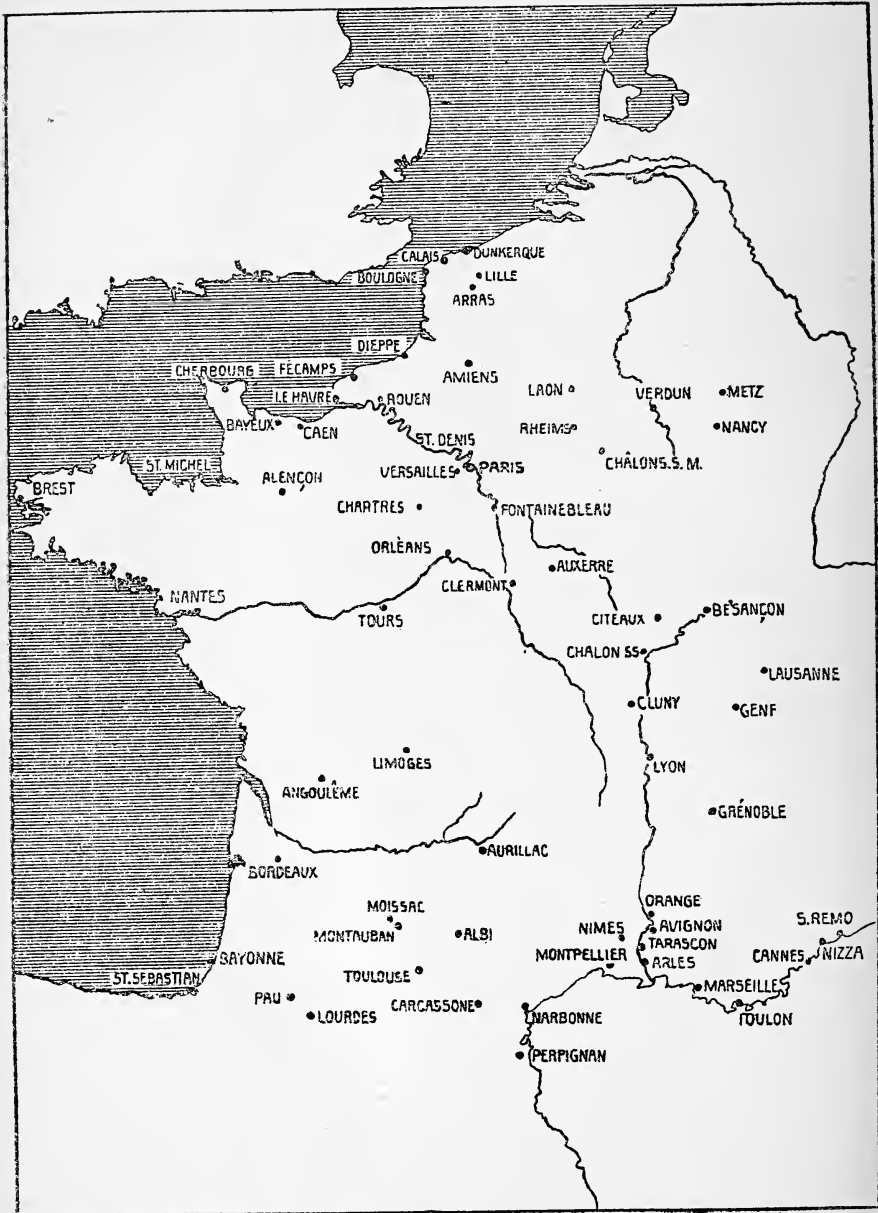 CALAIS
DUNKERQUE
BOULOGNE
LILLE
ARRAS
DIEPPE
CHERBOURG
FÉCAMPS
AMIENS
LE HAVRE
ROUEN
LAON
VERDUN
METZ
BAYEUX
CAEN
RHEIMS
NANCY
ST. DENIS
ST. MICHEL
VERSAILLES
PARIS
CHÂLONS. S. M.
BREST
ALENÇON
CHARTRES
FONTAINEBLEAU
ORLÈANS
AUXERRE
CLERMONT
NANTES
TOURS
CITEAUX
BESANÇON
CHALON SS
LAUSANNE
CLUNY
GENF
LIMOGES
LYON
ANGOULÊME
GRÉNOBLE
AURILLAC
BORDEAUX
MOISSAC
ORANGE
MONTAUBAN
ALBI
NIMES
AVIGNON
S. REMO
TARASCON
MONTPELLIER
ARLES
CANNES
NIZZA
BAYONNE
ST. SEBASTIAN
TOULOUSE
MARSEILLE
PAU
LOURDES
CARCASSONE
NARBONNE
TOULON
PERPIGNAN